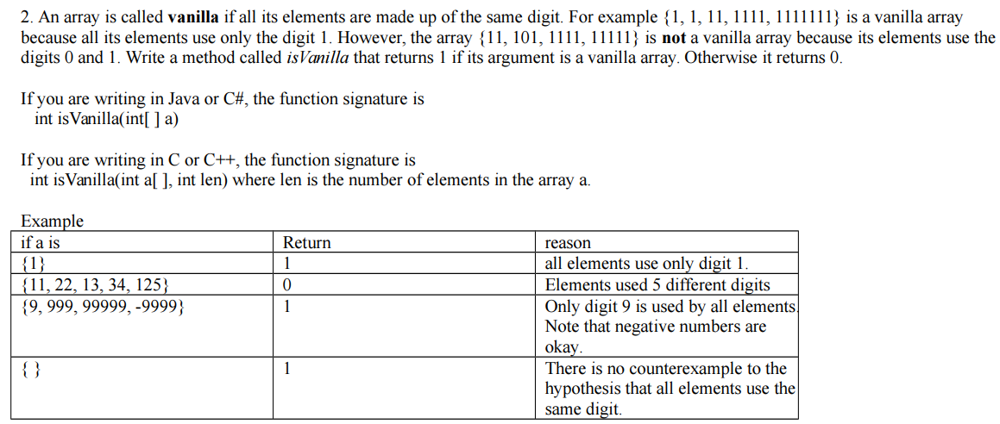 2. An array is called vanilla if all its elements are made up of the same digit. For example {1, 1, 11, 1111, 1111111} is a vanilla array
because all its elements use only the digit 1. However, the array {11, 101, 1111, 11111} is not a vanilla array because its elements use the
digits 0 and 1. Write a method called isVanilla that returns 1 if its argument is a vanilla array. Otherwise it returns 0.
If you are writing in Java or C#, the function signature is
int isVanilla(int[ ] a)
If you are writing in C or C++, the function signature is
int isVanilla(int a[ ], int len) where len is the number of elements in the array a.
Example
if a is Return reason
{1} 1 all elements use only digit 1.
{11, 22, 13, 34, 125} 0 Elements used 5 different digits
{9, 999, 99999, -9999} 1 Only digit 9 is used by all elements.
Note that negative numbers are
okay.
{ } 1 There is no counterexample to the
hypothesis that all elements use the
same digit.